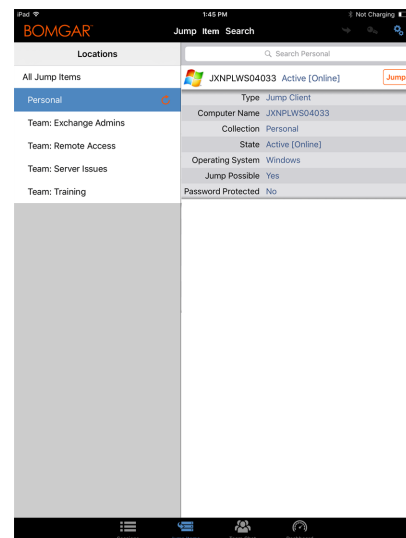 iPad 1:45 PM Not Charging
BOMGAR Jump Item Search
Locations
Search Personal
All Jump Items
JXNPLWS04033 Active [Online] Jump
Personal
Type Jump Client
Computer Name JXNPLWS04033
Team: Exchange Admins
Collection Personal
Team: Remote Access
State Active [Online]
Operating System Windows
Team: Server Issues
Jump Possible Yes
Team: Training
Password Protected No